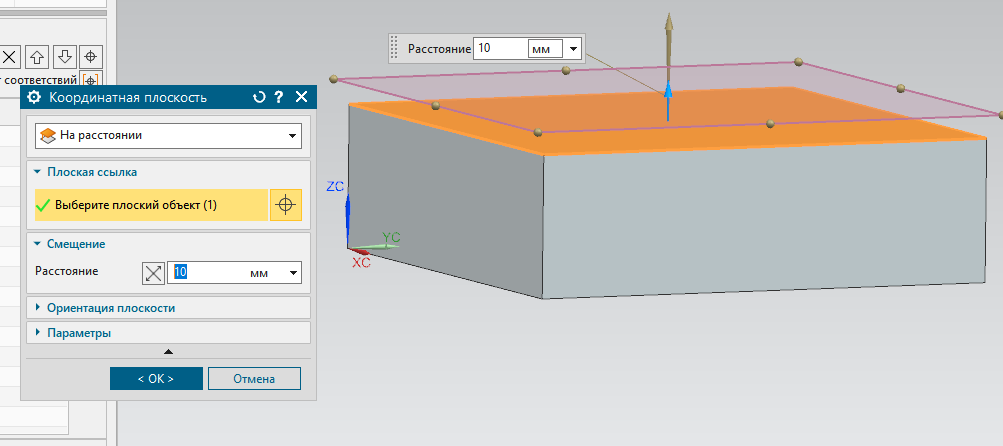 Расстояние 10 мм
т соответствий
Координатная плоскость
На расстоянии
Плоская ссылка
Выберите плоский объект (1)
Смещение
Расстояние 10 мм
Ориентация плоскости
Параметры
< OK > Отмена
ZC
YC
XC